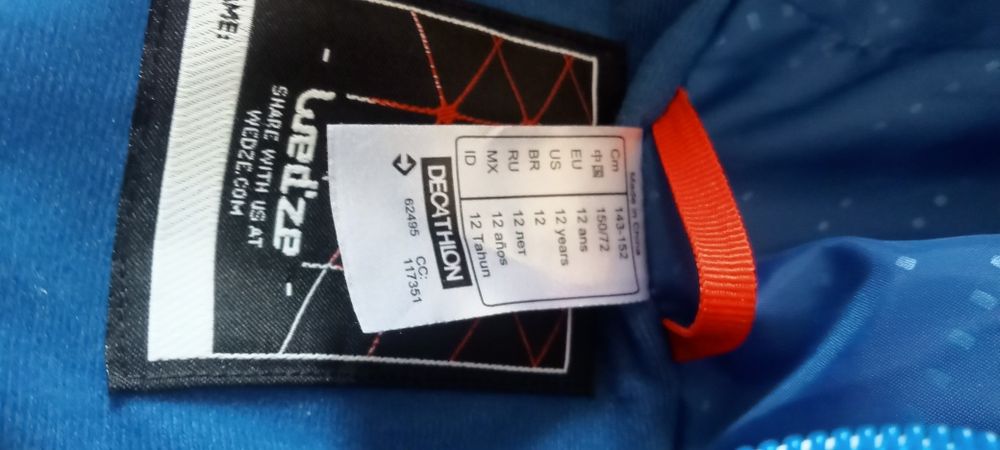 NAME:
- wed'ze -
SHARE WITH US AT
WEDZE.COM
Made in China
Cm 143-152
中国 150/72
EU 12 ans
US 12 years
BR 12
RU 12 лет
MX 12 años
ID 12 Tahun
DECATHLON
62495 CC:
117351